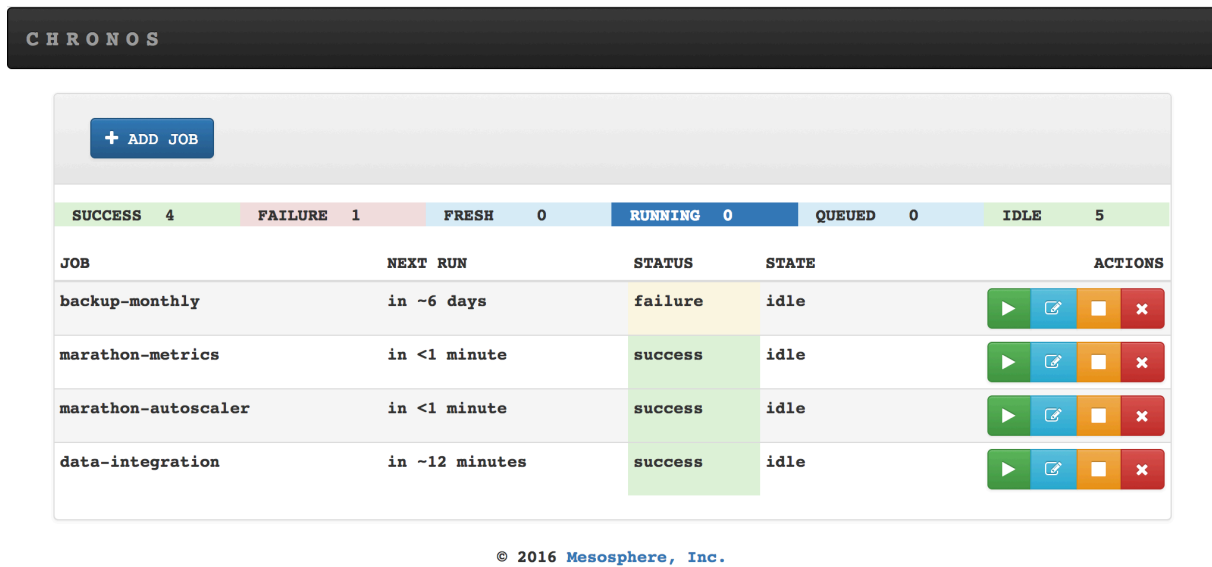 CHRONOS
ADD JOB
SUCCESS 4 FAILURE 1 FRESH 0 RUNNING 0 QUEUED 0 IDLE 5
JOB NEXT RUN STATUS STATE ACTIONS
backup-monthly in ~6 days failure idle
marathon-metrics in <1 minute success idle
marathon-autoscaler in <1 minute success idle
data-integration in ~12 minutes success idle
© 2016 Mesosphere, Inc.